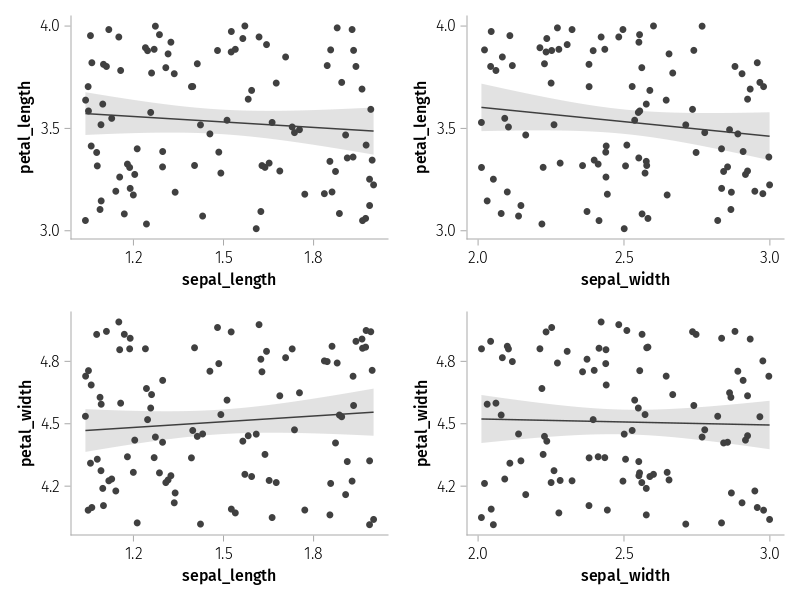 4.0
3.5
3.0
petal_length
1.2 1.5 1.8
sepal_length
4.0
3.5
3.0
petal_length
2.0 2.5 3.0
sepal_width
4.8
4.5
4.2
petal_width
1.2 1.5 1.8
sepal_length
4.8
4.5
4.2
petal_width
2.0 2.5 3.0
sepal_width